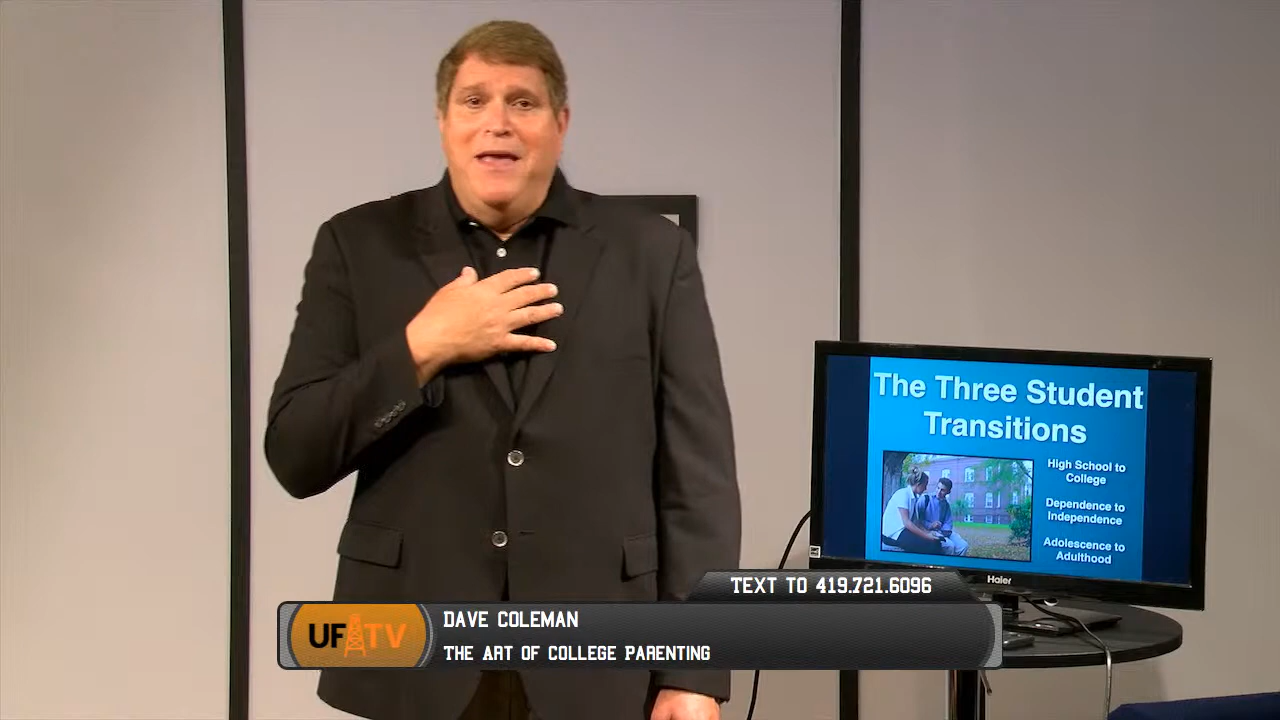 The Three Student
Transitions
High School to
College
Dependence to
Independence
Adolescence to
Adulthood
Haier
TEXT TO 419.721.6096
UF TV
DAVE COLEMAN
THE ART OF COLLEGE PARENTING